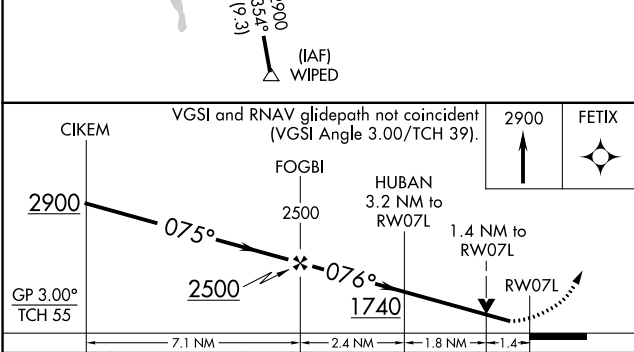 2900
354°
(9.3)
(IAF)
WIPED
VGSI and RNAV glidepath not coincident
(VGSI Angle 3.00/TCH 39).
2900
FETIX
CIKEM
FOGBI
2500
HUBAN
3.2 NM to
RW07L
1.4 NM to
RW07L
RW07L
2900
075°
2500
076°
1740
GP 3.00°
TCH 55
7.1 NM
2.4 NM
1.8 NM
1.4